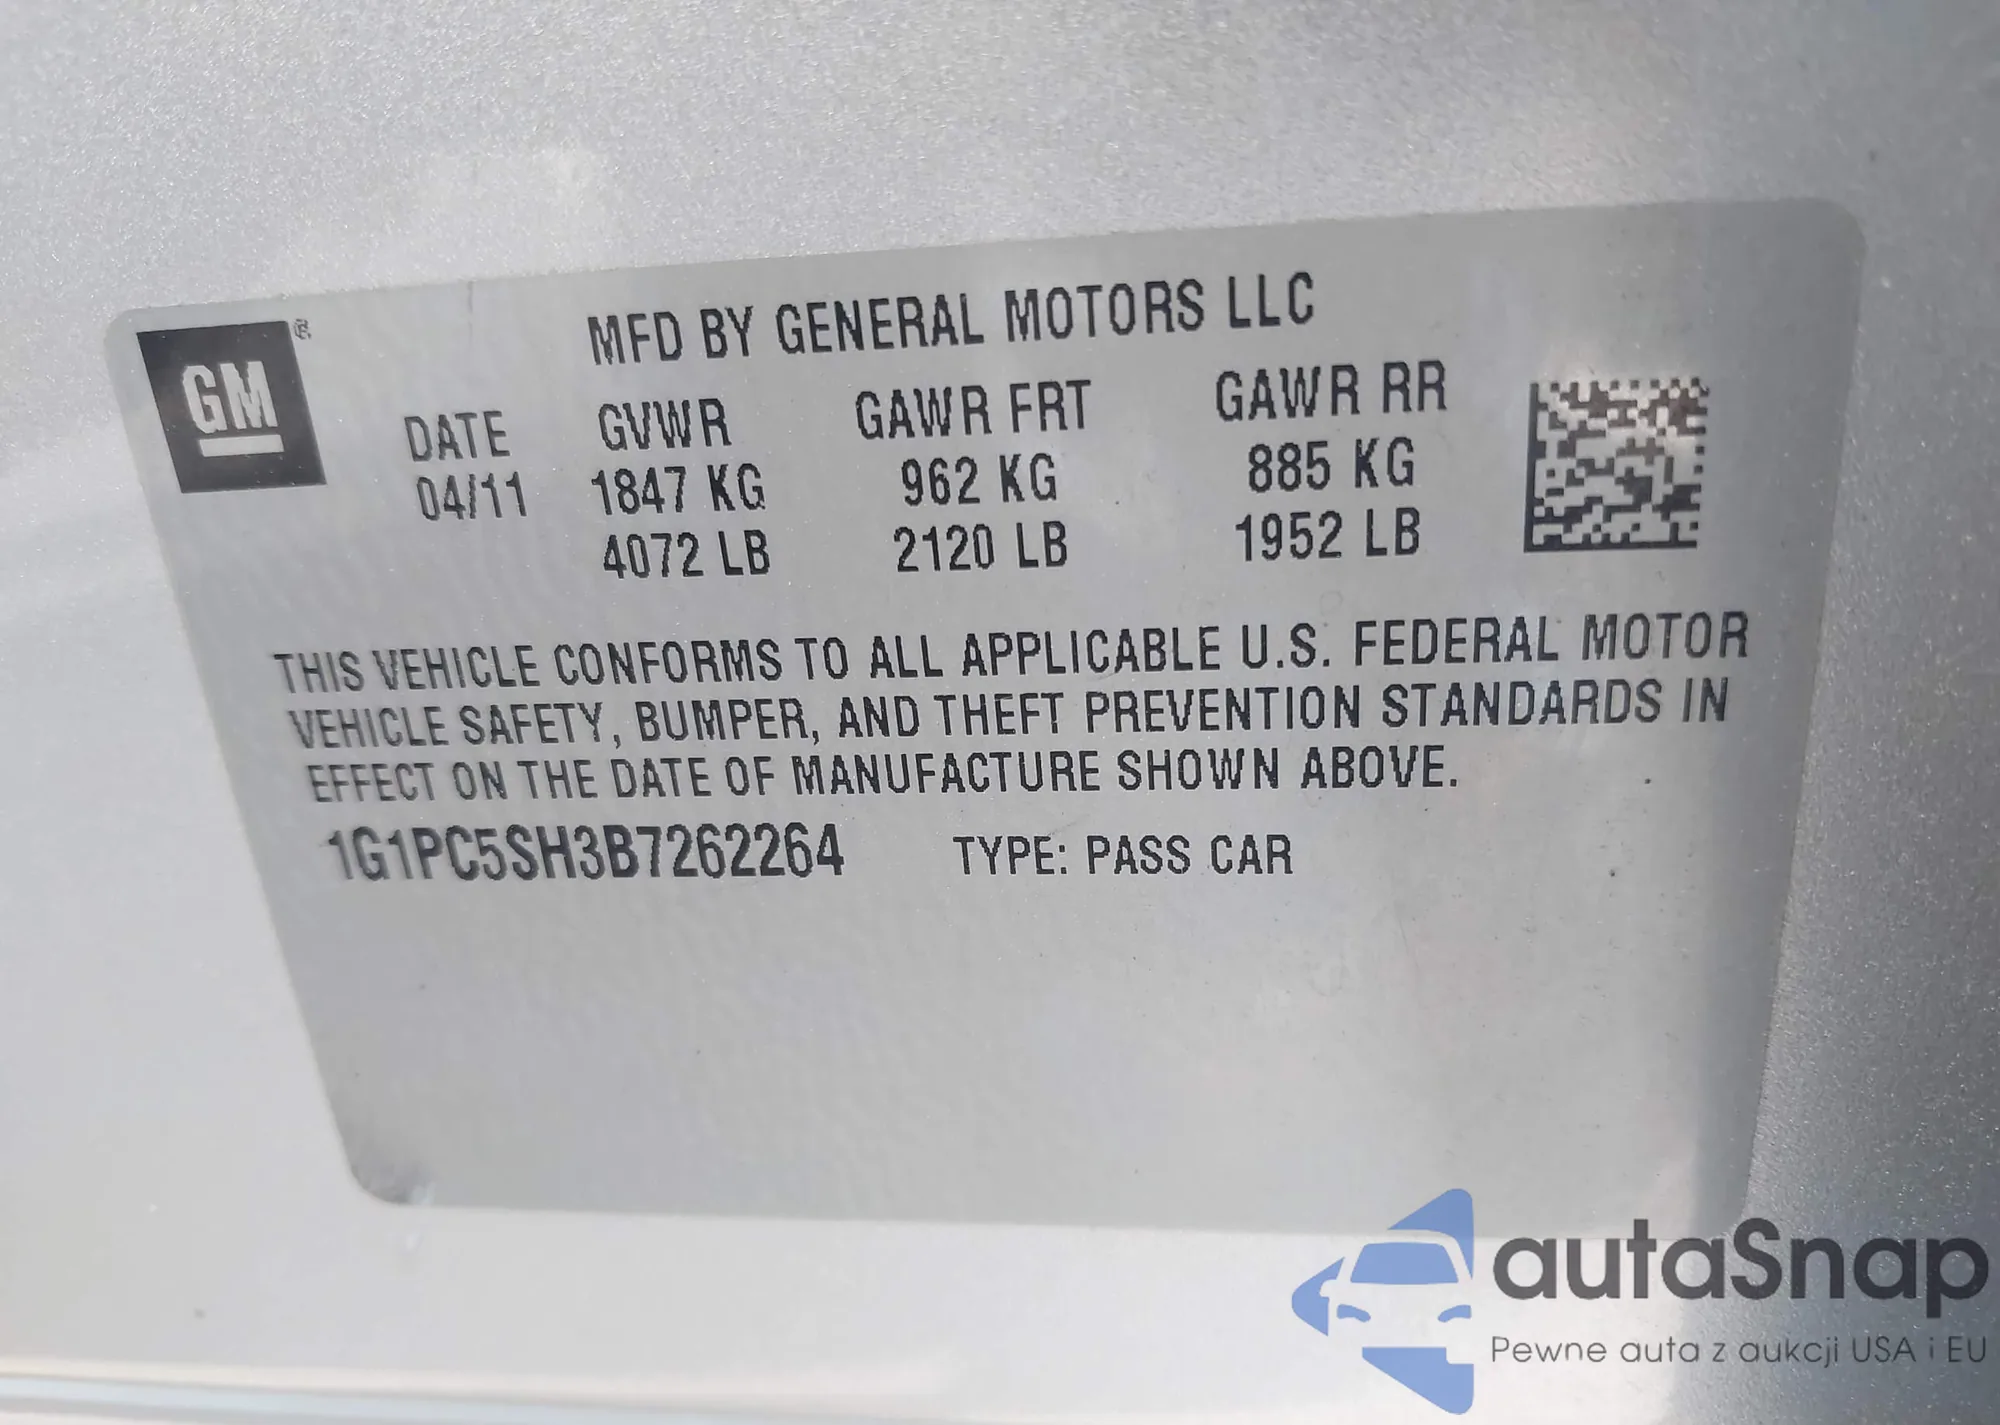 GM ®
MFD BY GENERAL MOTORS LLC
DATE GVWR GAWR FRT GAWR RR
04/11 1847 KG 962 KG 885 KG
4072 LB 2120 LB 1952 LB
THIS VEHICLE CONFORMS TO ALL APPLICABLE U.S. FEDERAL MOTOR
VEHICLE SAFETY, BUMPER, AND THEFT PREVENTION STANDARDS IN
EFFECT ON THE DATE OF MANUFACTURE SHOWN ABOVE.
1G1PC5SH3B7262264 TYPE: PASS CAR
autaSnap
Pewne auta z aukcji USA i EU